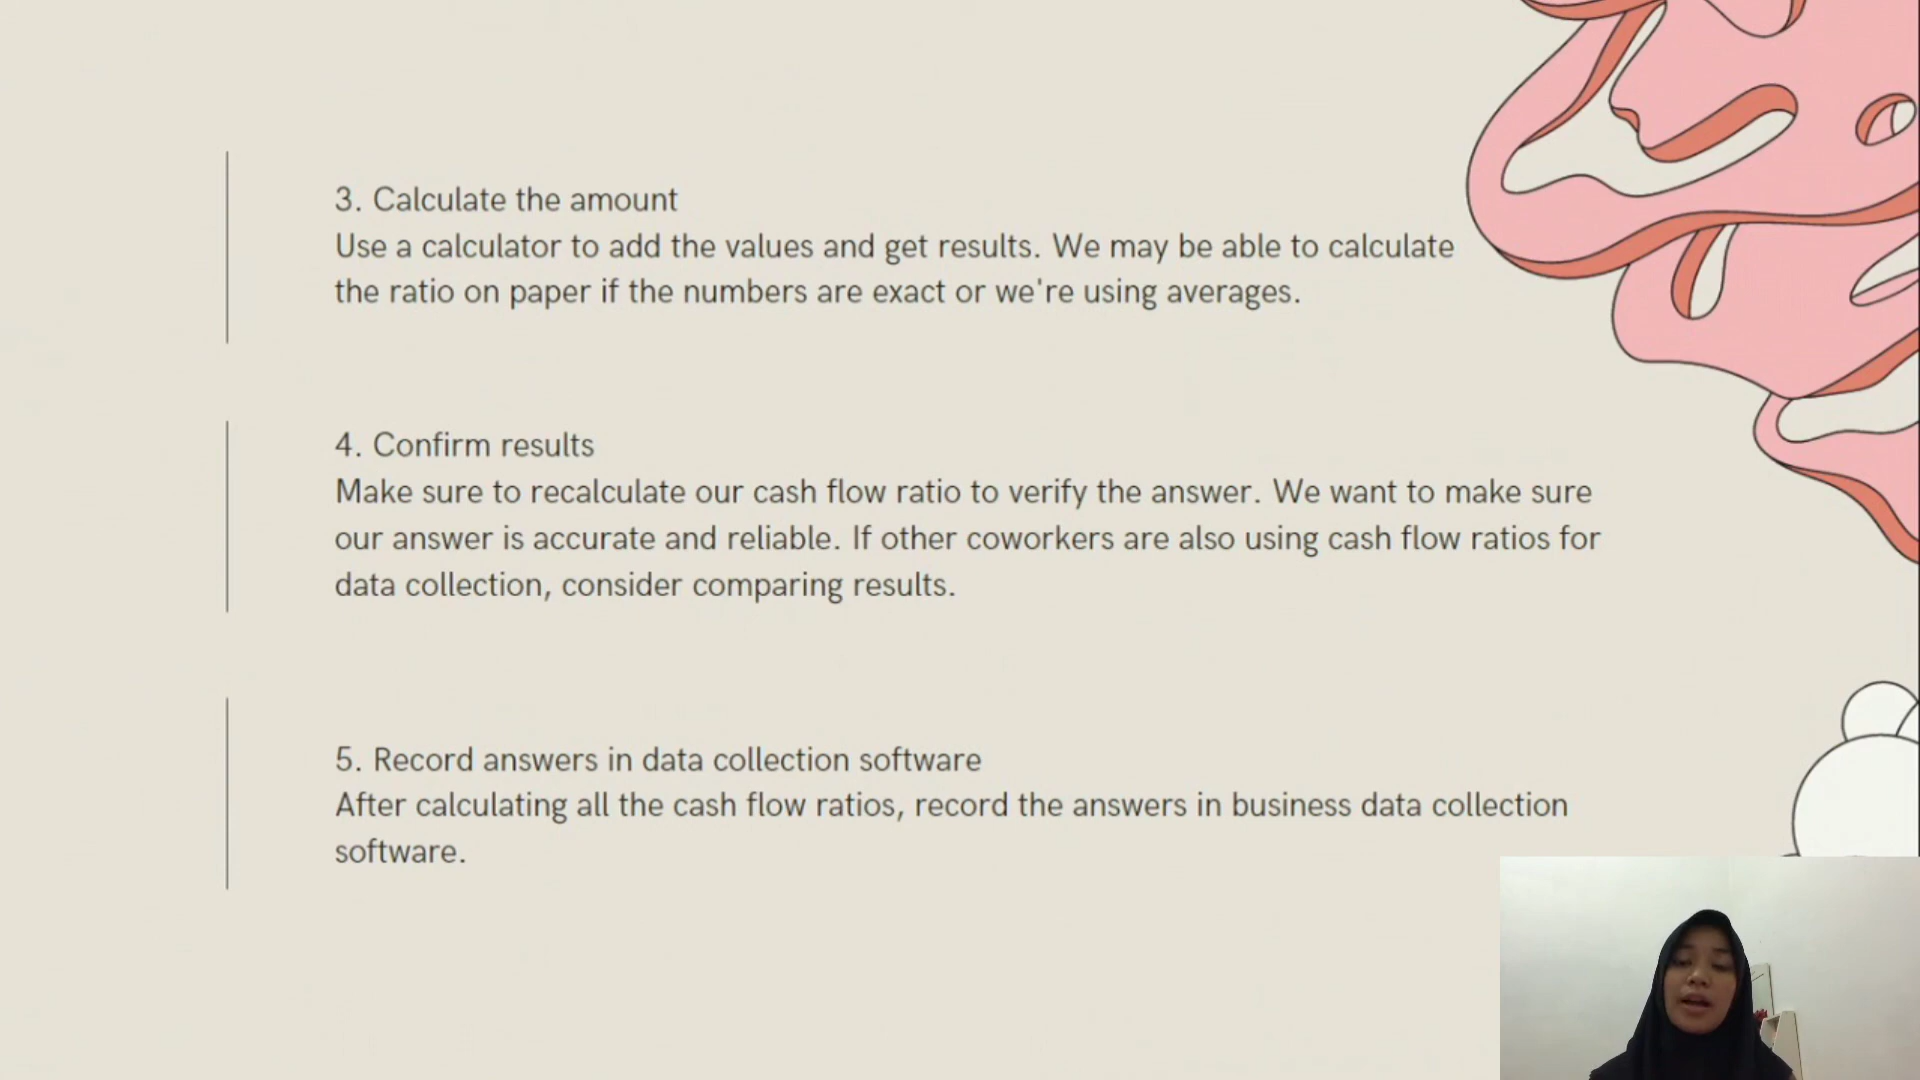 3. Calculate the amount
Use a calculator to add the values and get results. We may be able to calculate
the ratio on paper if the numbers are exact or we're using averages.
4. Confirm results
Make sure to recalculate our cash flow ratio to verify the answer. We want to make sure
our answer is accurate and reliable. If other coworkers are also using cash flow ratios for
data collection, consider comparing results.
5. Record answers in data collection software
After calculating all the cash flow ratios, record the answers in business data collection
software.